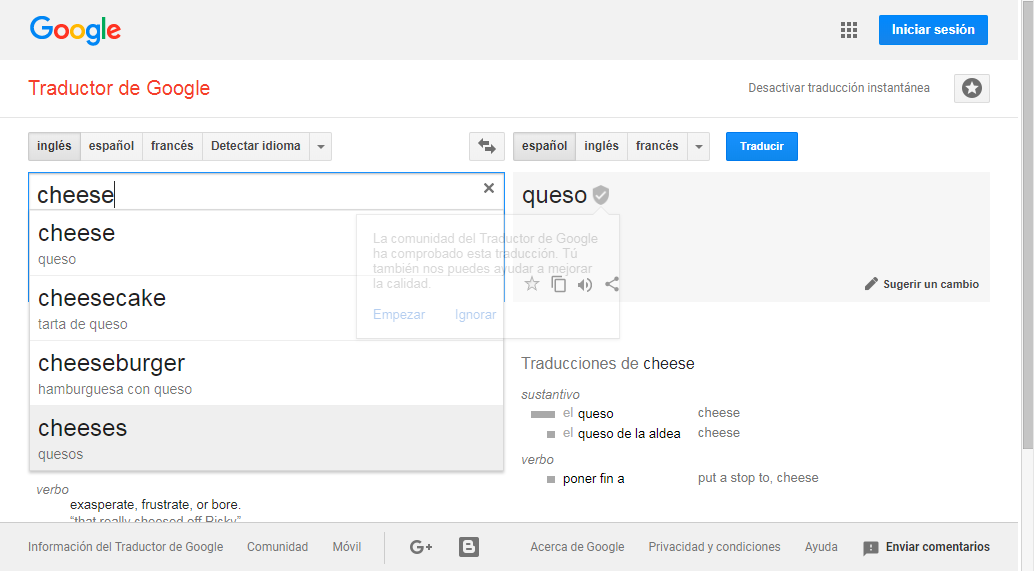 Google
Iniciar sesión
Traductor de Google
Desactivar traducción instantánea
inglés español francés Detectar idioma
español inglés francés Traducir
cheese
queso
cheese
queso
cheesecake
tarta de queso
cheeseburger
hamburguesa con queso
cheeses
quesos
La comunidad del Traductor de Google
ha comprobado esta traducción. Tú
también nos puedes ayudar a mejorar
la calidad.
Empezar Ignorar
Sugerir un cambio
Traducciones de cheese
sustantivo
el queso cheese
el queso de la aldea cheese
verbo
poner fin a put a stop to, cheese
verbo
exasperate, frustrate, or bore.
“that really cheesed off Ricky”
Información del Traductor de Google Comunidad Móvil G+ B Acerca de Google Privacidad y condiciones Ayuda Enviar comentarios